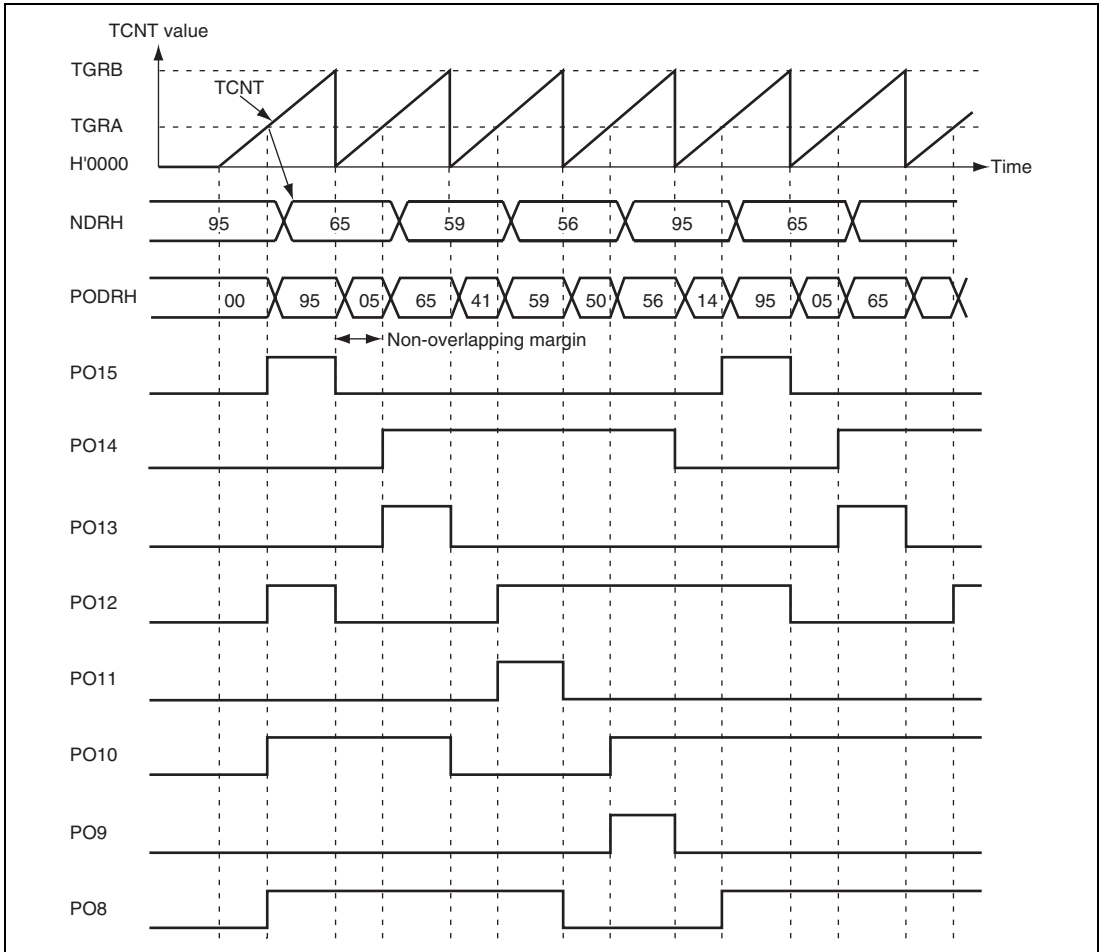 TCNT value
TGRB
TCNT
TGRA
H'0000
Time
NDRH 95 65 59 56 95 65
PODRH 00 95 05 65 41 59 50 56 14 95 05 65
Non-overlapping margin
PO15
PO14
PO13
PO12
PO11
PO10
PO9
PO8